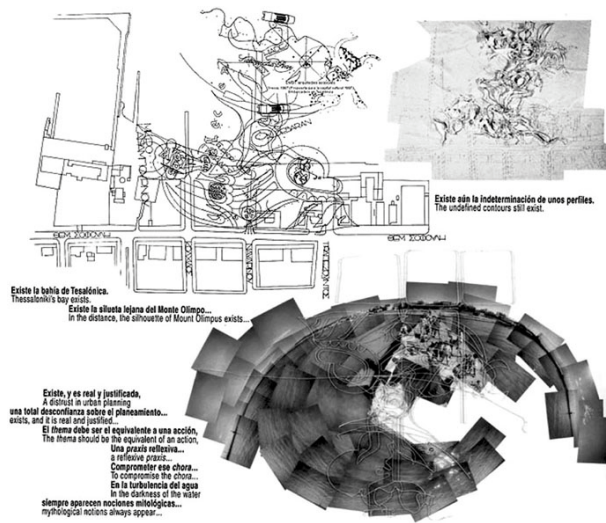 Existe aún la indeterminación de unos perfiles.
The undefined contours still exist.
ΘΕΜ. ΣΟΦΟΥΛΗ
ΘΕΜ. ΣΟΦΟΥΛΗ
Existe la bahía de Tesalónica.
Thessaloniki's bay exists.
Existe la silueta lejana del Monte Olimpo...
In the distance, the silhouette of Mount Olimpus exists...
Existe, y es real y justificada,
A distrust in urban planning
una total desconfianza sobre el planeamiento...
exists, and it is real and justified...
El thema debe ser el equivalente a una acción,
The thema should be the equivalent of an action,
Una praxis reflexiva...
a reflexive praxis...
Comprometer ese chora...
To compromise the chora...
En la turbulencia del agua
In the darkness of the water
siempre aparecen nociones mitológicas...
mythological notions always appear...